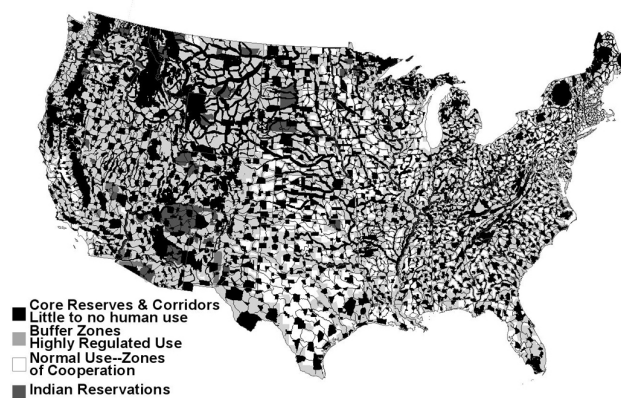 Core Reserves & Corridors
Little to no human use
Buffer Zones
Highly Regulated Use
Normal Use--Zones
of Cooperation
Indian Reservations